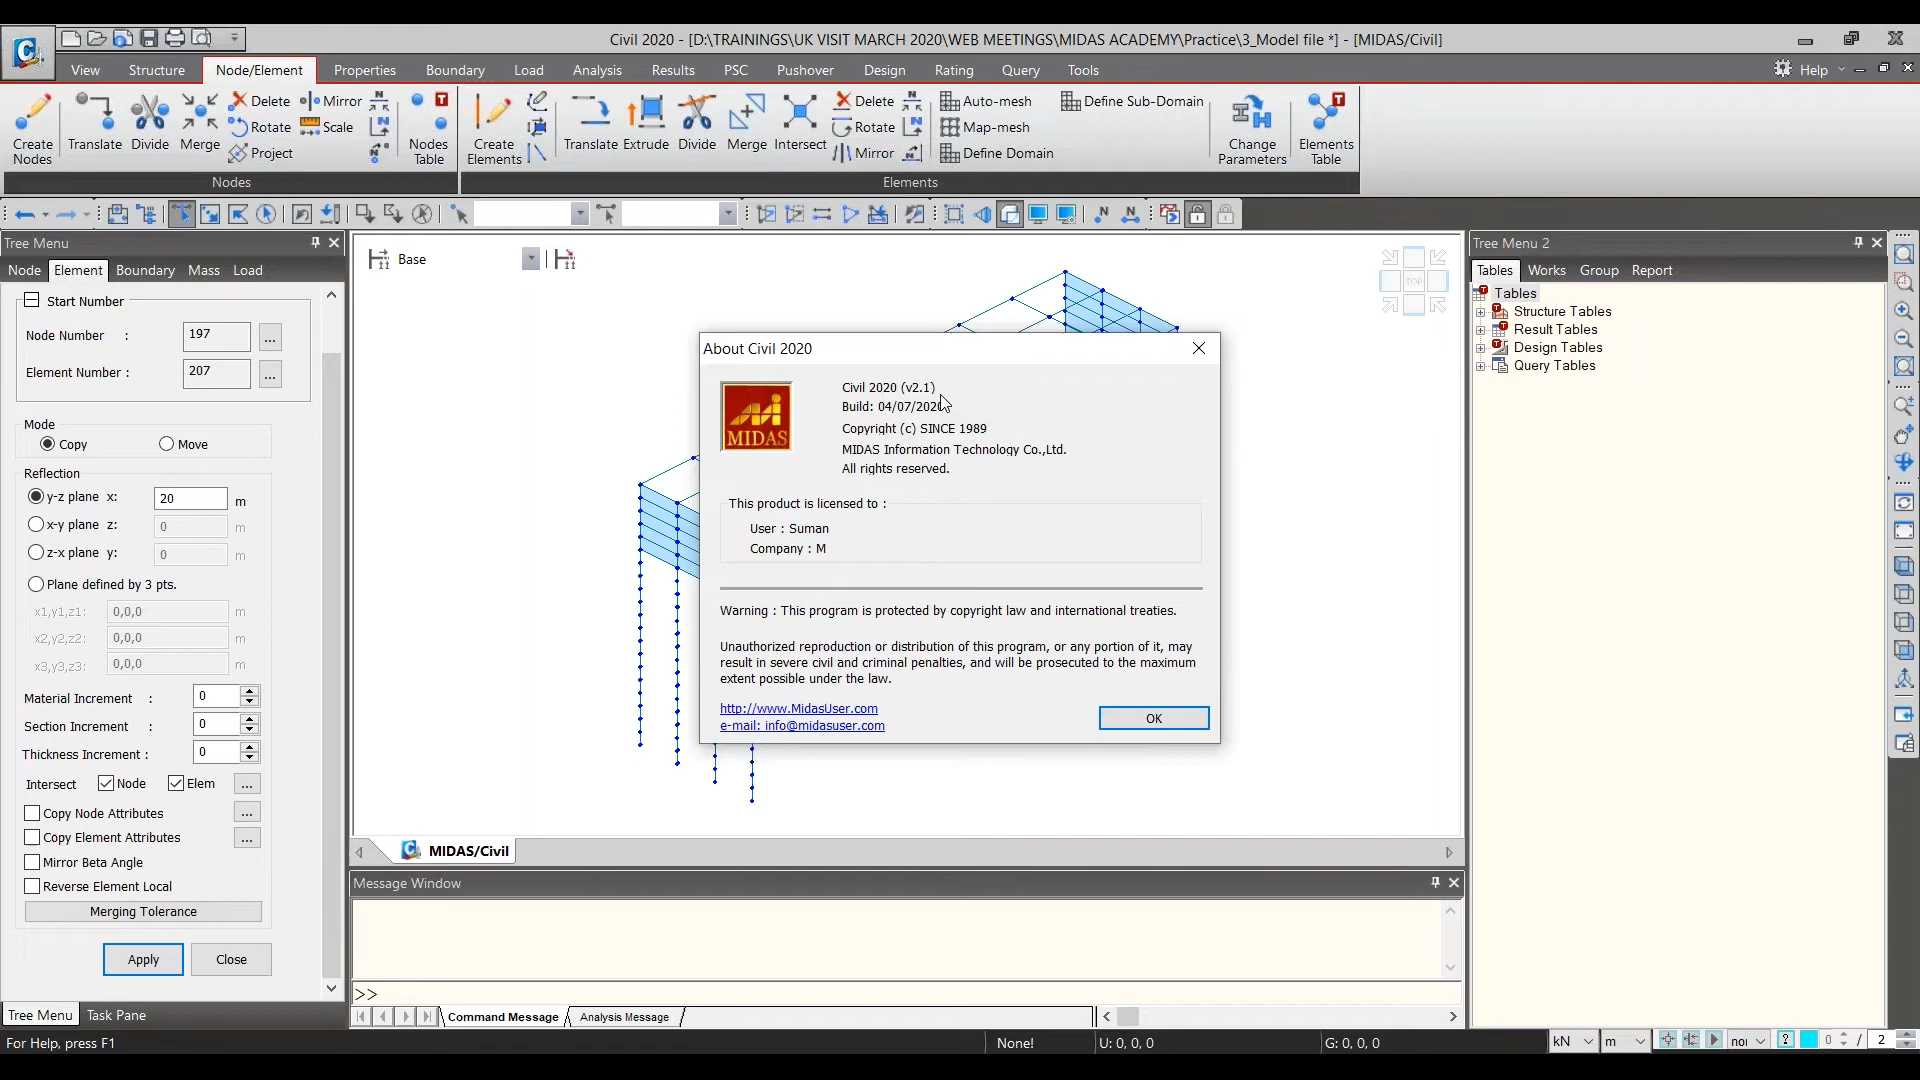 Civil 2020 - [D:\TRAININGS\UK VISIT MARCH 2020\WEB MEETINGS\MIDAS ACADEMY\Practice\3_Model file *] - [MIDAS/Civil]
View Structure Node/Element Properties Boundary Load Analysis Results PSC Pushover Design Rating Query Tools Help
Create Nodes
Translate
Divide
Merge
Delete
Rotate
Project
Mirror
Scale
Nodes Table
Create Elements
Translate
Extrude
Divide
Merge
Intersect
Delete
Rotate
Mirror
Auto-mesh
Map-mesh
Define Domain
Define Sub-Domain
Change Parameters
Elements Table
Nodes
Elements
Tree Menu
Node Element Boundary Mass Load
Start Number
Node Number : 197 ...
Element Number : 207 ...
Mode
Copy Move
Reflection
y-z plane x: 20 m
x-y plane z: 0 m
z-x plane y: 0 m
Plane defined by 3 pts.
x1,y1,z1: 0,0,0 m
x2,y2,z2: 0,0,0 m
x3,y3,z3: 0,0,0 m
Material Increment : 0
Section Increment : 0
Thickness Increment : 0
Intersect Node Elem ...
Copy Node Attributes ...
Copy Element Attributes ...
Mirror Beta Angle
Reverse Element Local
Merging Tolerance
Apply Close
Tree Menu Task Pane
Base
TOP
About Civil 2020
MIDAS
Civil 2020 (v2.1)
Build: 04/07/2020
Copyright (c) SINCE 1989
MIDAS Information Technology Co.,Ltd.
All rights reserved.
This product is licensed to :
User : Suman
Company : M
Warning : This program is protected by copyright law and international treaties.
Unauthorized reproduction or distribution of this program, or any portion of it, may
result in severe civil and criminal penalties, and will be prosecuted to the maximum
extent possible under the law.
http://www.MidasUser.com
e-mail: info@midasuser.com
OK
MIDAS/Civil
Message Window
>>
Command Message Analysis Message
Tree Menu 2
Tables Works Group Report
Tables
Structure Tables
Result Tables
Design Tables
Query Tables
For Help, press F1
None!
U: 0, 0, 0
G: 0, 0, 0
kN m
0 / 2